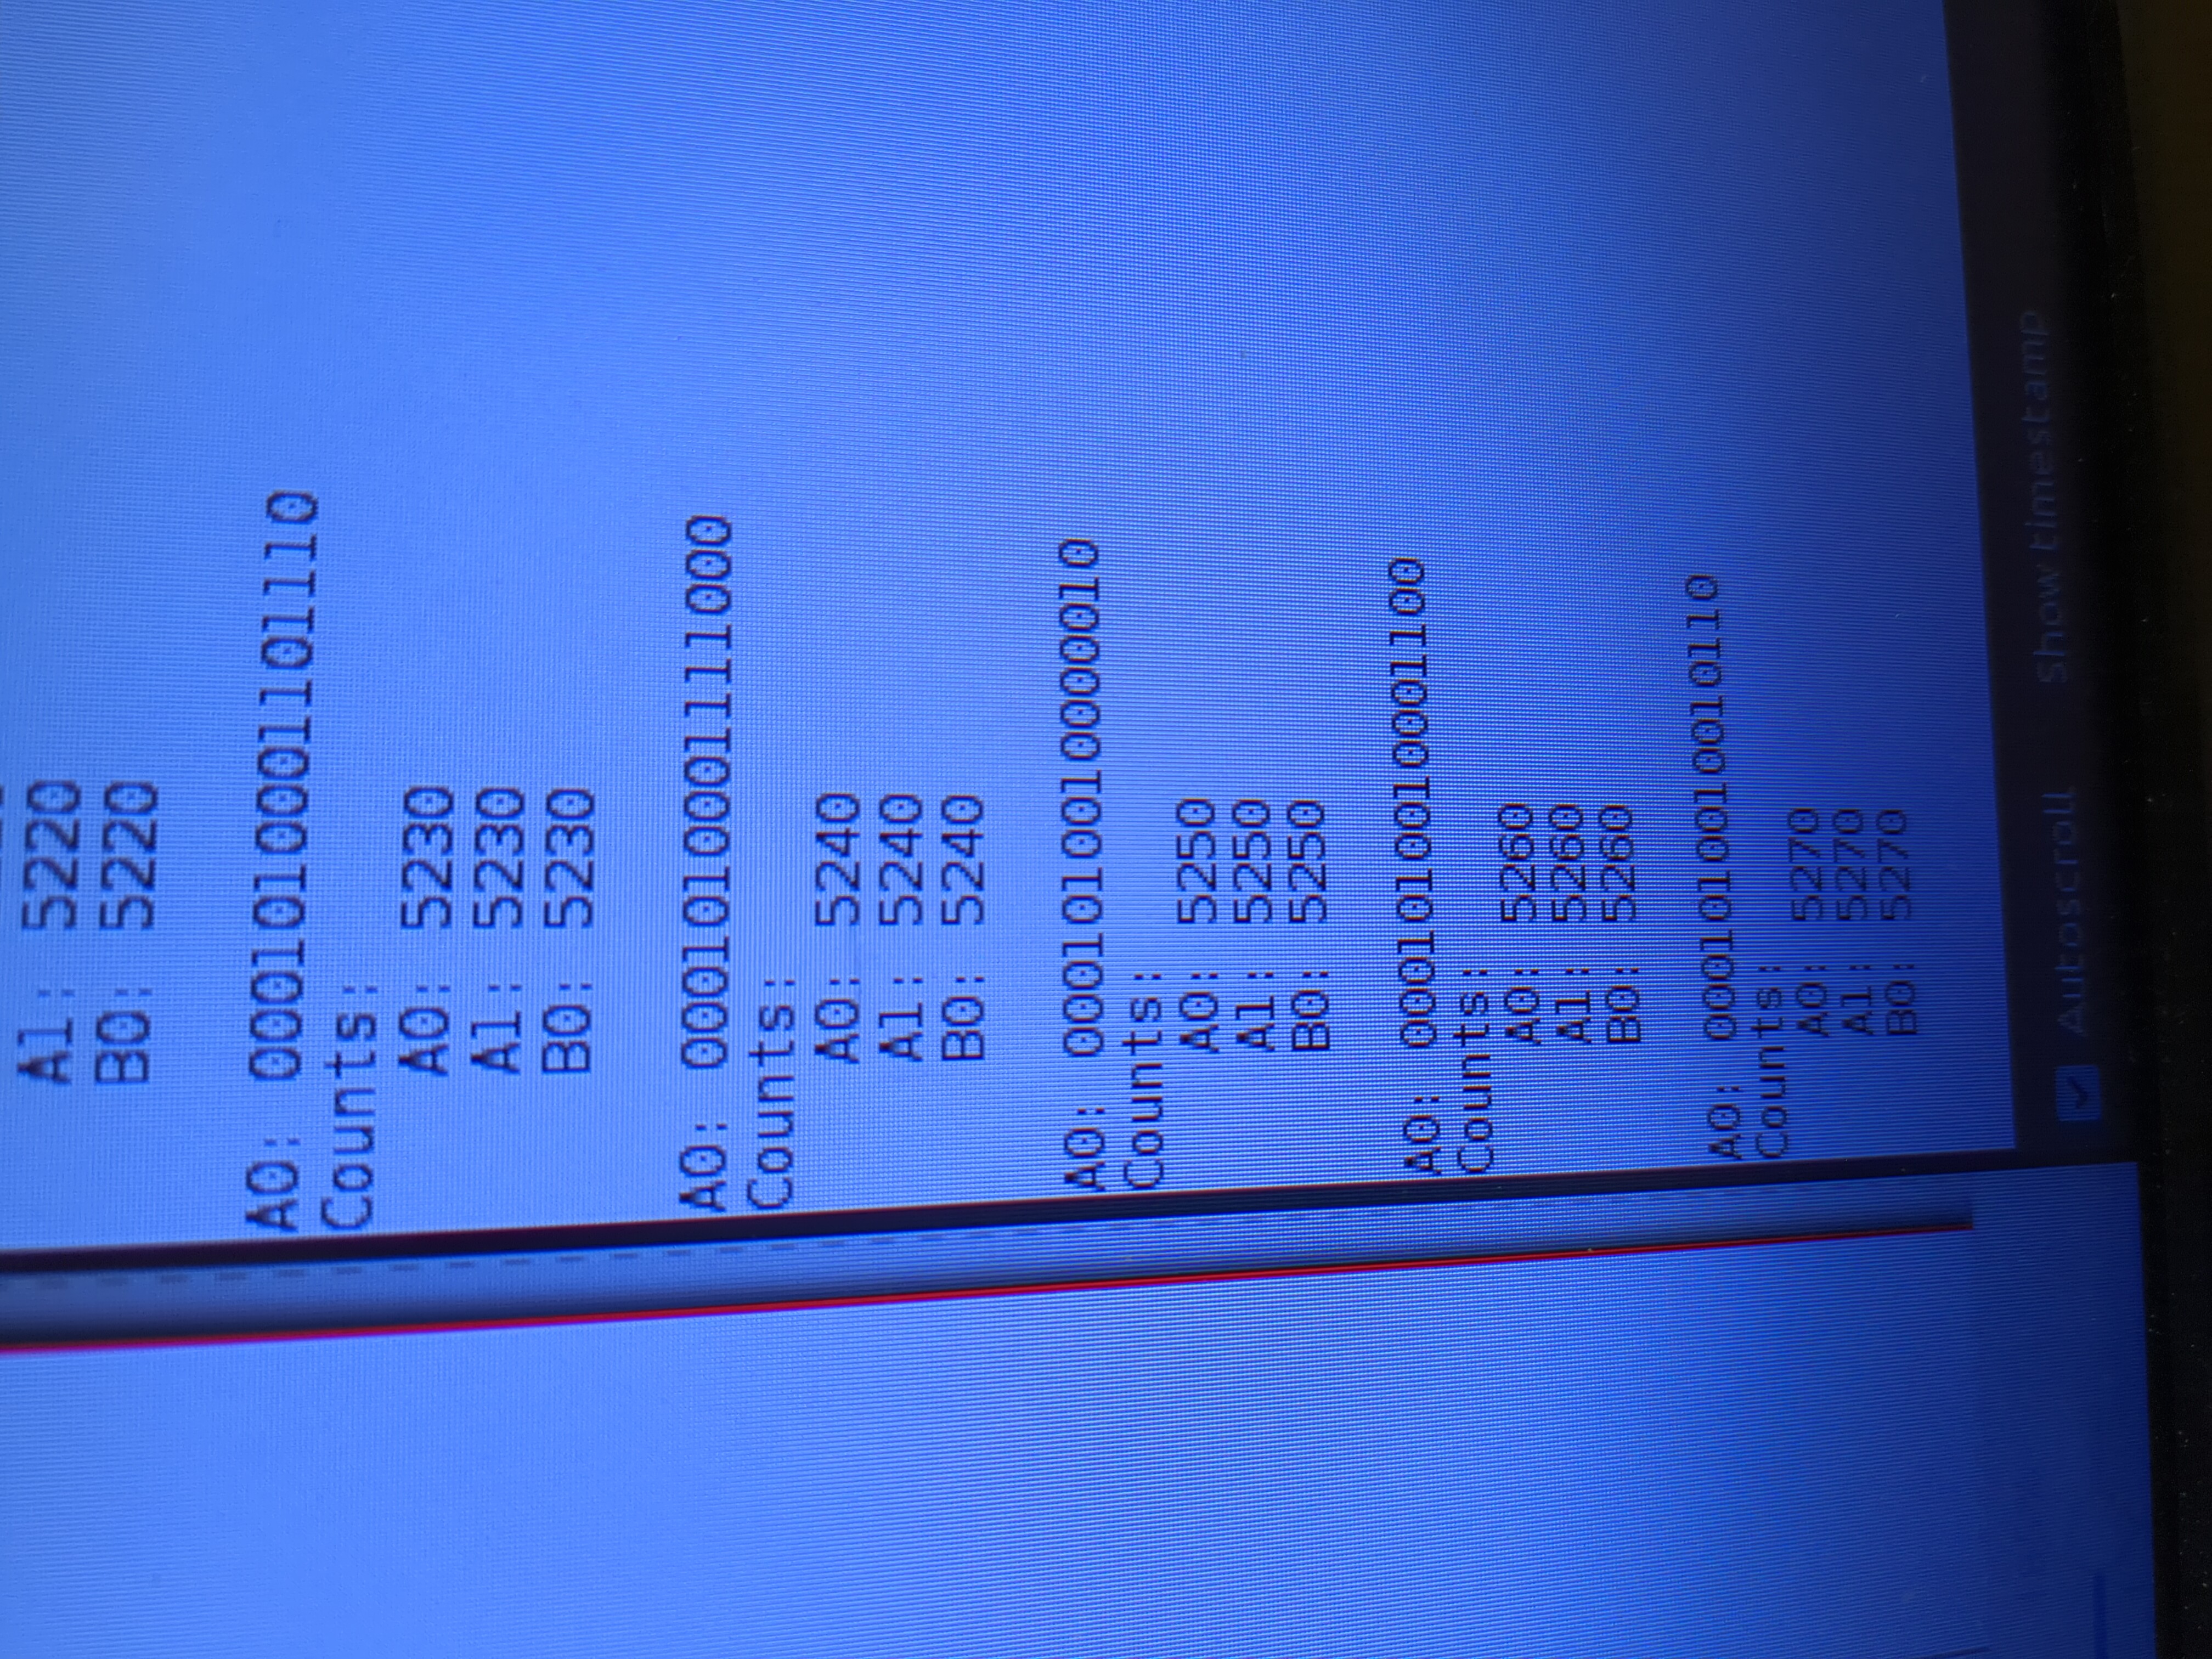 A1: 5220
B0: 5220
A0: 0001010001101110
Counts:
A0: 5230
A1: 5230
B0: 5230
A0: 0001010001111000
Counts:
A0: 5240
A1: 5240
B0: 5240
A0: 0001010010000010
Counts:
A0: 5250
A1: 5250
B0: 5250
A0: 0001010010001100
Counts:
A0: 5260
A1: 5260
B0: 5260
A0: 0001010010010110
Counts:
A0: 5270
A1: 5270
B0: 5270
Autoscroll Show timestamp